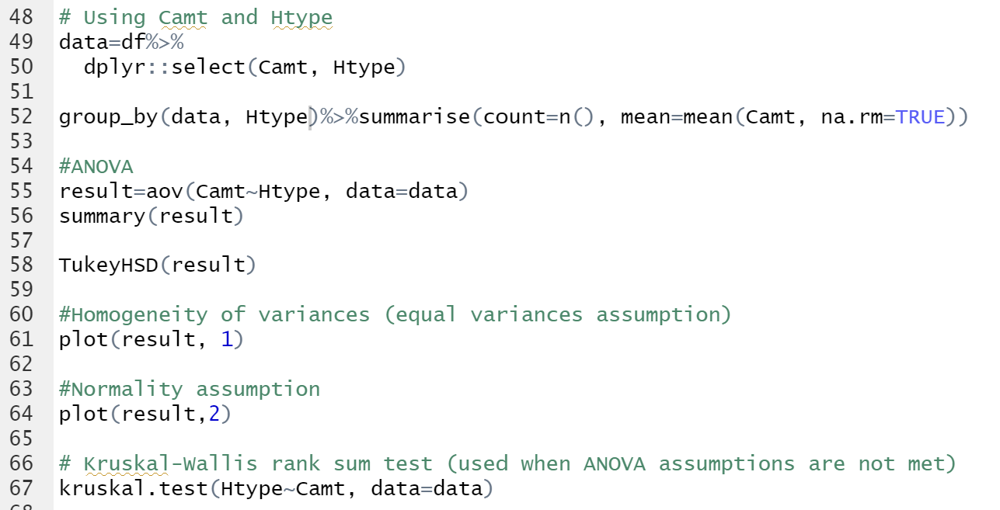 48 # Using Camt and Htype
49 data=df%>%
50   dplyr::select(Camt, Htype)
51
52 group_by(data, Htype)%>%summarise(count=n(), mean=mean(Camt, na.rm=TRUE))
53
54 #ANOVA
55 result=aov(Camt~Htype, data=data)
56 summary(result)
57
58 TukeyHSD(result)
59
60 #Homogeneity of variances (equal variances assumption)
61 plot(result, 1)
62
63 #Normality assumption
64 plot(result,2)
65
66 # Kruskal-Wallis rank sum test (used when ANOVA assumptions are not met)
67 kruskal.test(Htype~Camt, data=data)
68